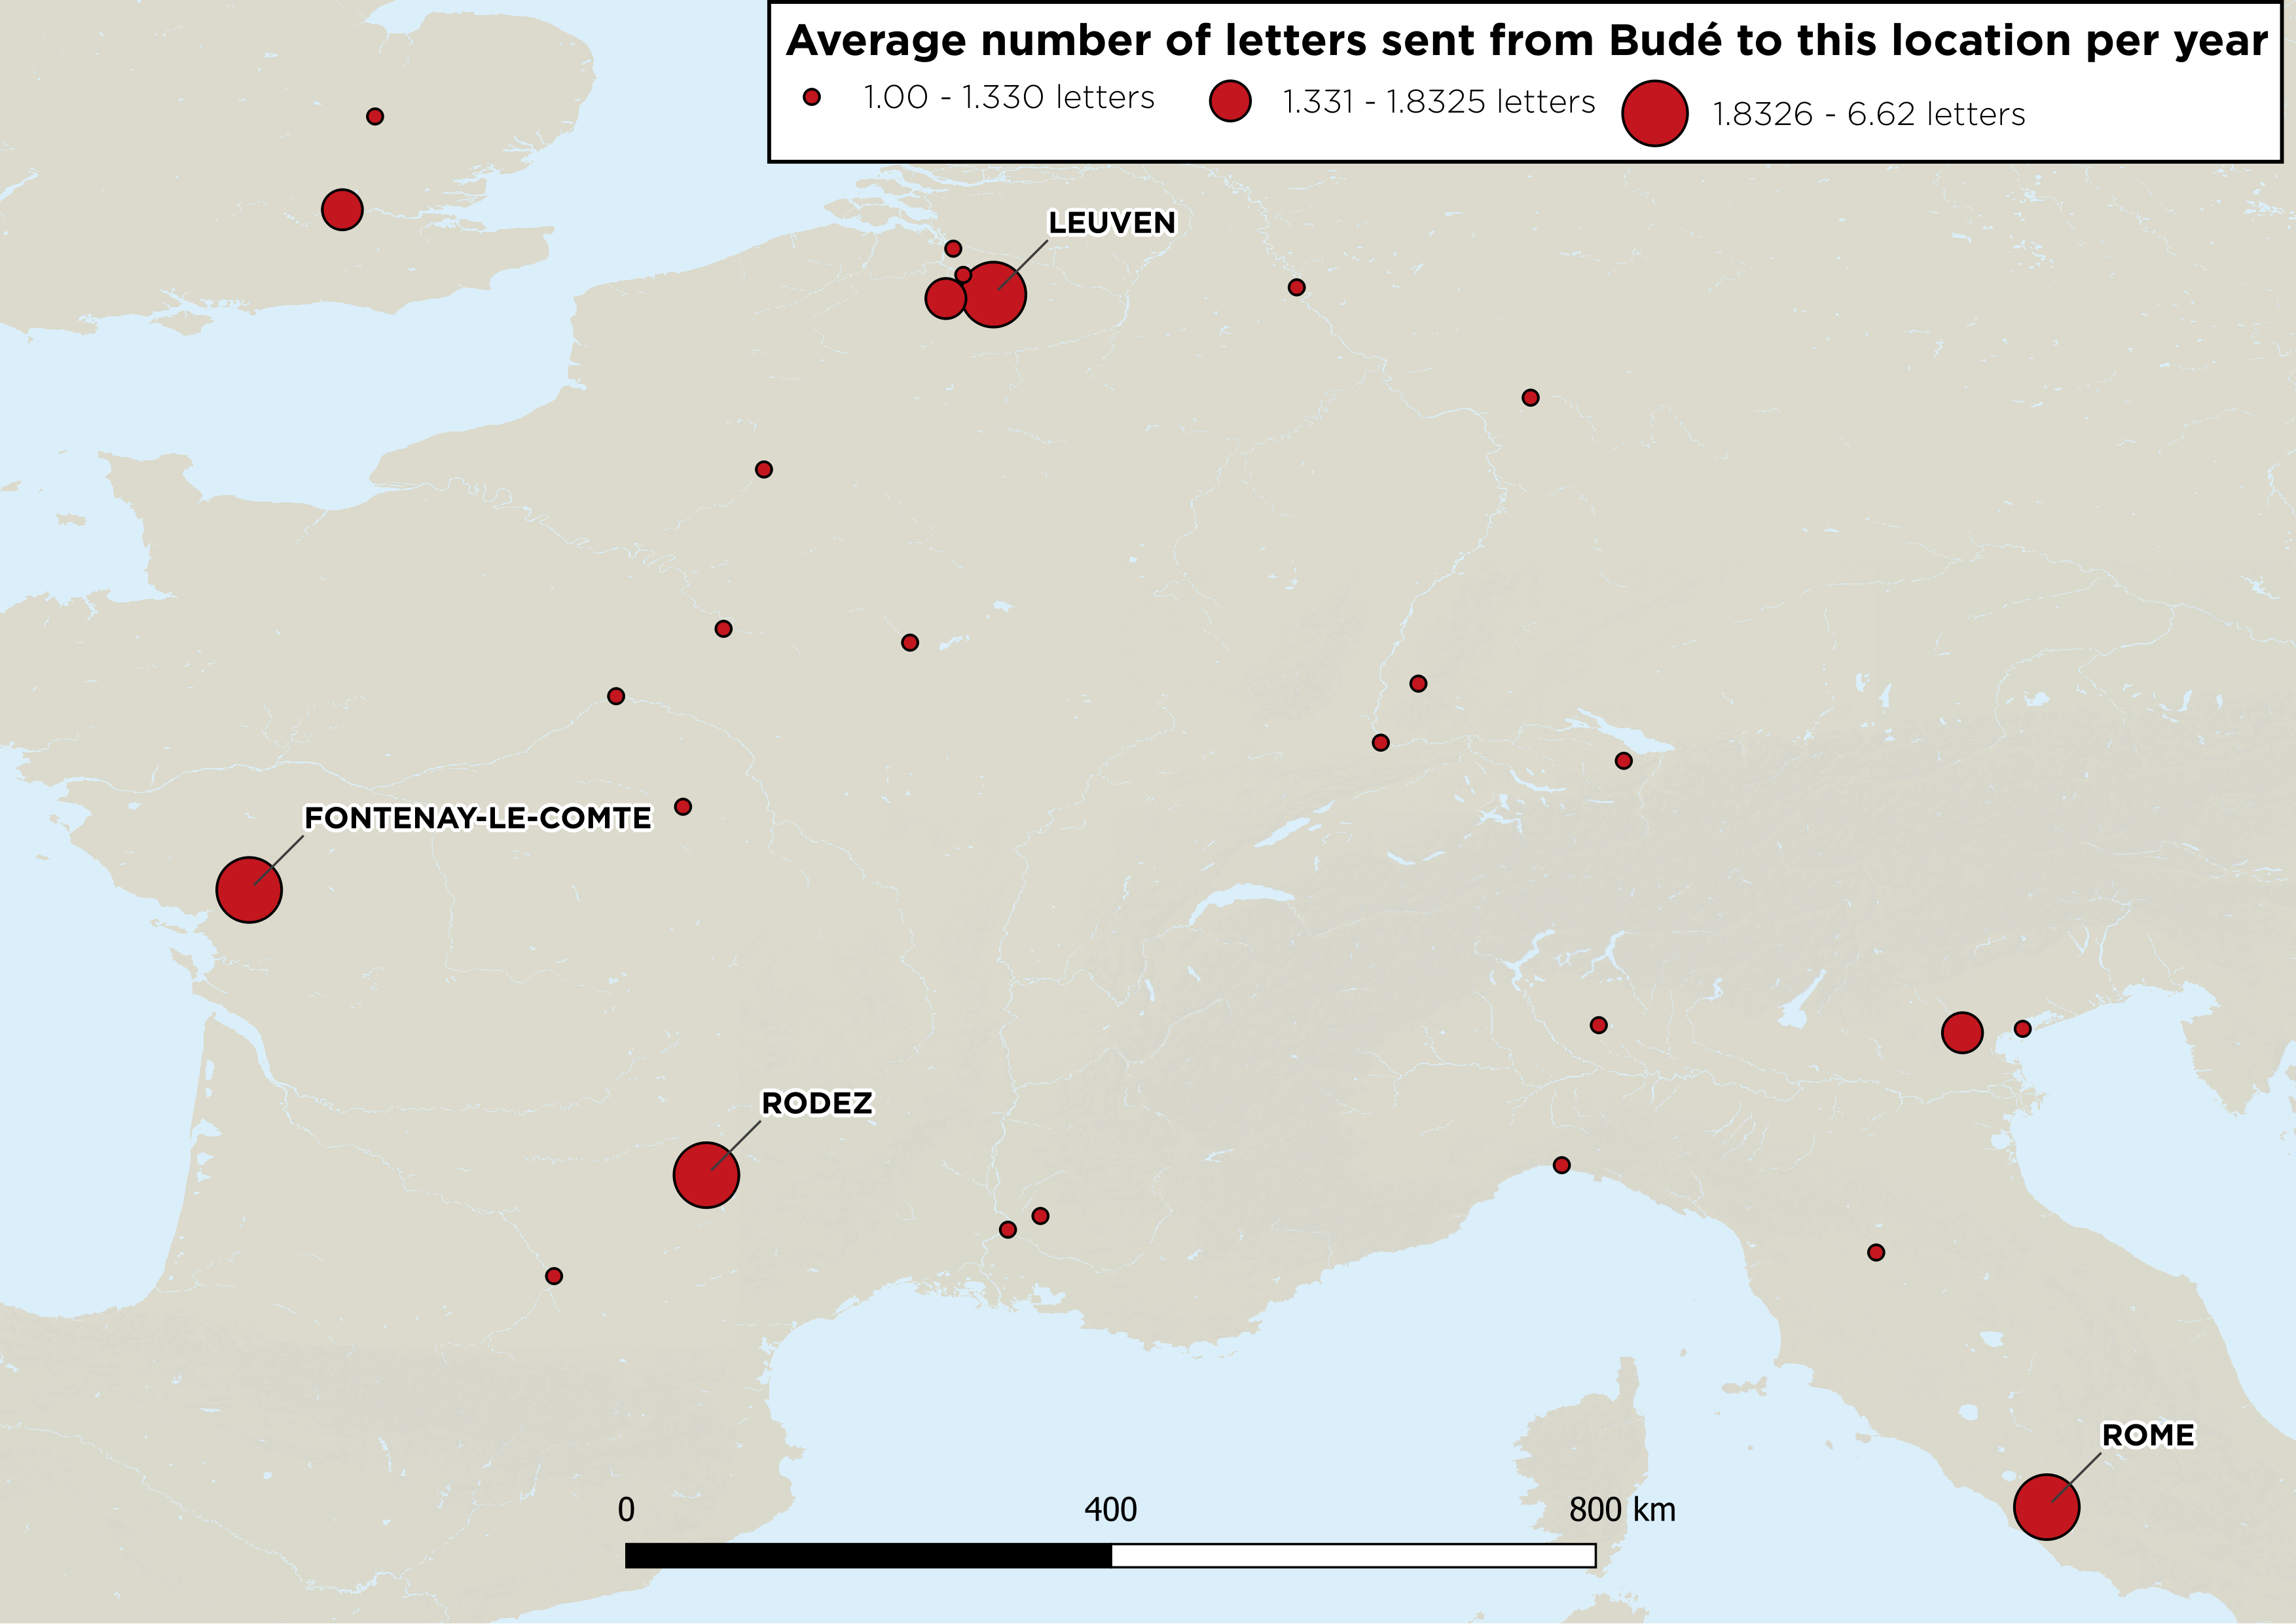 Average number of letters sent from Budé to this location per year
1.00 - 1.330 letters 1.331 - 1.8325 letters 1.8326 - 6.62 letters
LEUVEN
FONTENAY-LE-COMTE
RODEZ
ROME
0 400 800 km